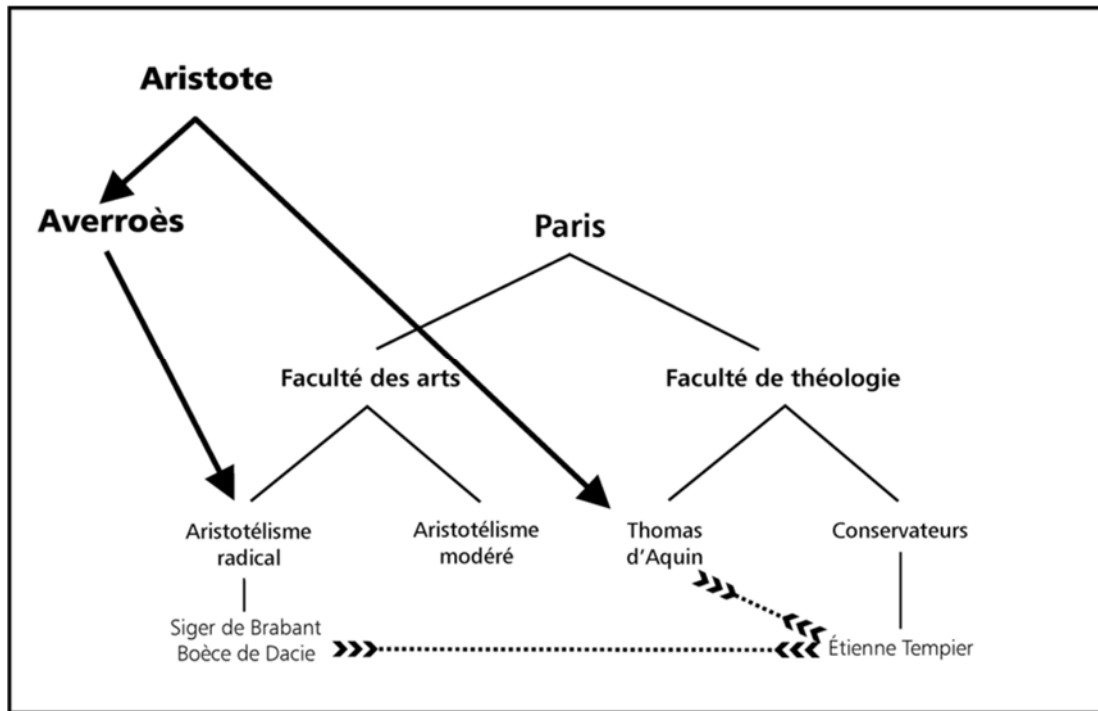 Aristote
Averroès
Paris
Faculté des arts
Faculté de théologie
Aristotélisme
radical
Aristotélisme
modéré
Thomas
d'Aquin
Conservateurs
Siger de Brabant
Boèce de Dacie
Étienne Tempier